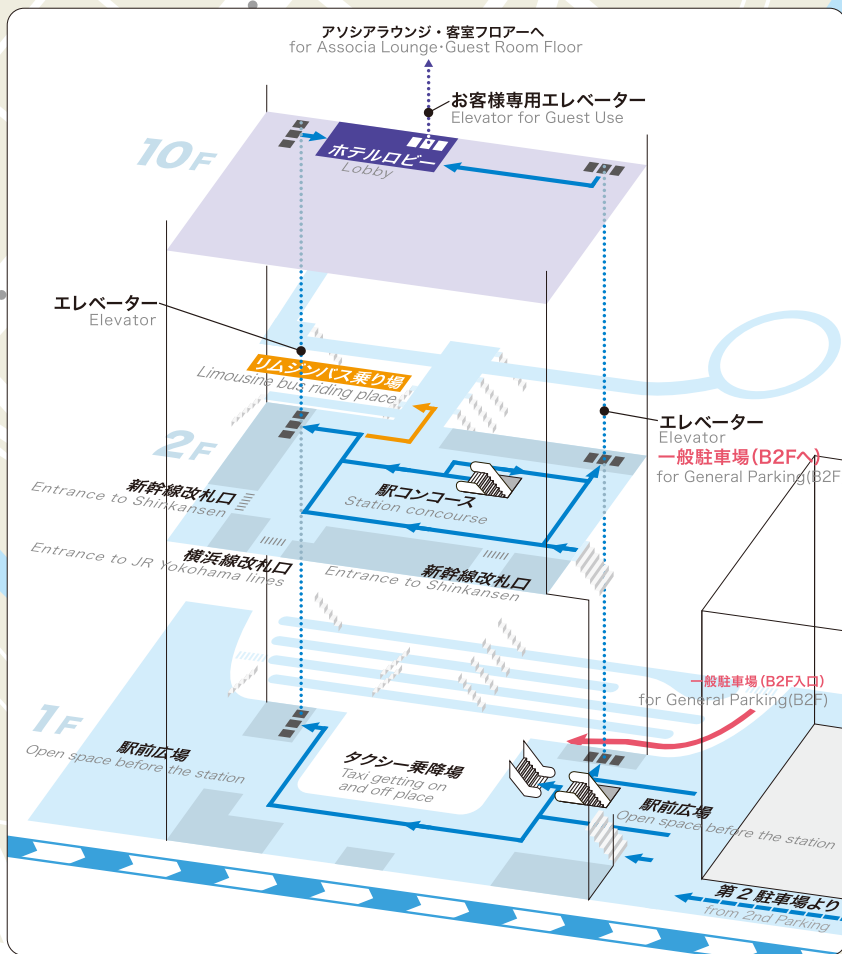 アソシアラウンジ・客室フロアーへ
for Associa Lounge・Guest Room Floor
お客様専用エレベーター
Elevator for Guest Use
10F
ホテルロビー
Lobby
エレベーター
Elevator
リムジンバス乗り場
Limousine bus riding place
エレベーター
Elevator
一般駐車場(B2Fへ)
for General Parking(B2F
2F
新幹線改札口
Entrance to Shinkansen
駅コンコース
Station concourse
横浜線改札口
Entrance to JR Yokohama lines
新幹線改札口
Entrance to Shinkansen
一般駐車場(B2F入口)
for General Parking(B2F)
1F
駅前広場
Open space before the station
タクシー乗降場
Taxi getting on
and off place
駅前広場
Open space before the station
第2駐車場より
from 2nd Parking